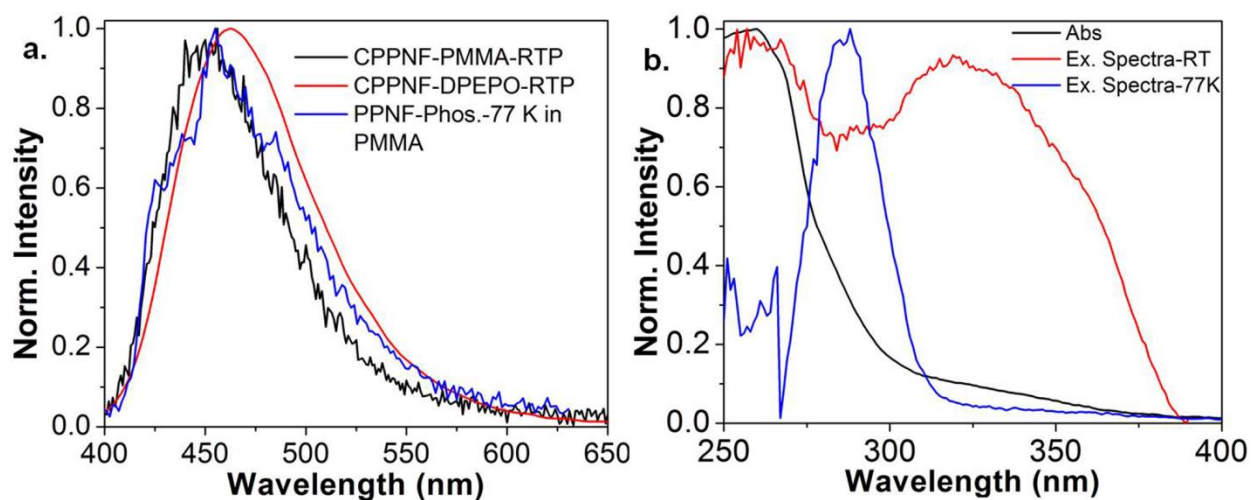 a.
CPPNF-PMMA-RTP
CPPNF-DPEPO-RTP
PPNF-Phos.-77 K in
PMMA
Norm. Intensity
1.0
0.8
0.6
0.4
0.2
0.0
400 450 500 550 600 650
Wavelength (nm)
b.
Abs
Ex. Spectra-RT
Ex. Spectra-77K
Norm. Intensity
1.0
0.8
0.6
0.4
0.2
0.0
250 300 350 400
Wavelength (nm)